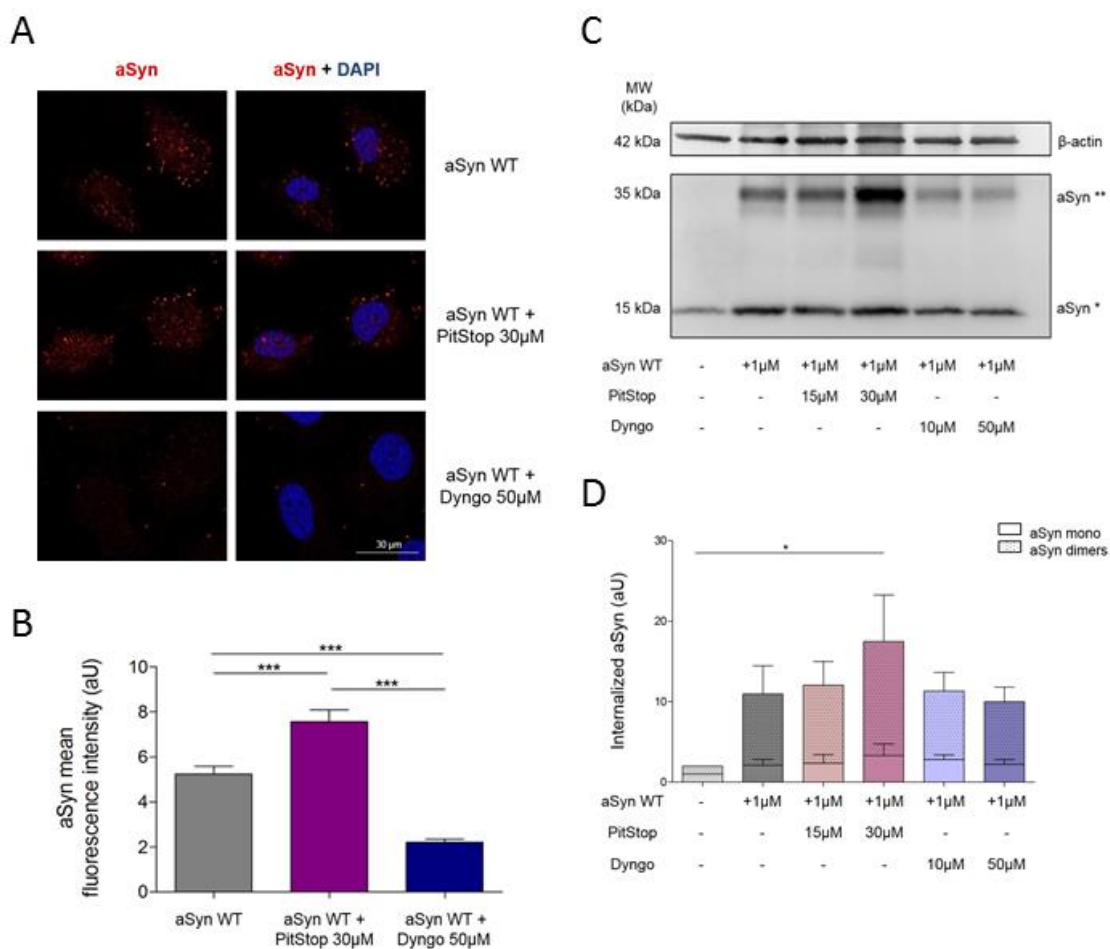 A
aSyn
aSyn + DAPI
aSyn WT
aSyn WT +
PitStop 30µM
aSyn WT +
Dyngo 50µM
30 µm
B
aSyn mean
fluorescence intensity (aU)
10
8
6
4
2
0
***
***
***
aSyn WT
aSyn WT +
PitStop 30µM
aSyn WT +
Dyngo 50µM
C
MW
(kDa)
42 kDa
β-actin
35 kDa
aSyn **
15 kDa
aSyn *
aSyn WT - +1µM +1µM +1µM +1µM +1µM
PitStop - - 15µM 30µM - -
Dyngo - - - - 10µM 50µM
D
aSyn mono
aSyn dimers
Internalized aSyn (aU)
30
20
10
0
*
aSyn WT - +1µM +1µM +1µM +1µM +1µM
PitStop - - 15µM 30µM - -
Dyngo - - - - 10µM 50µM